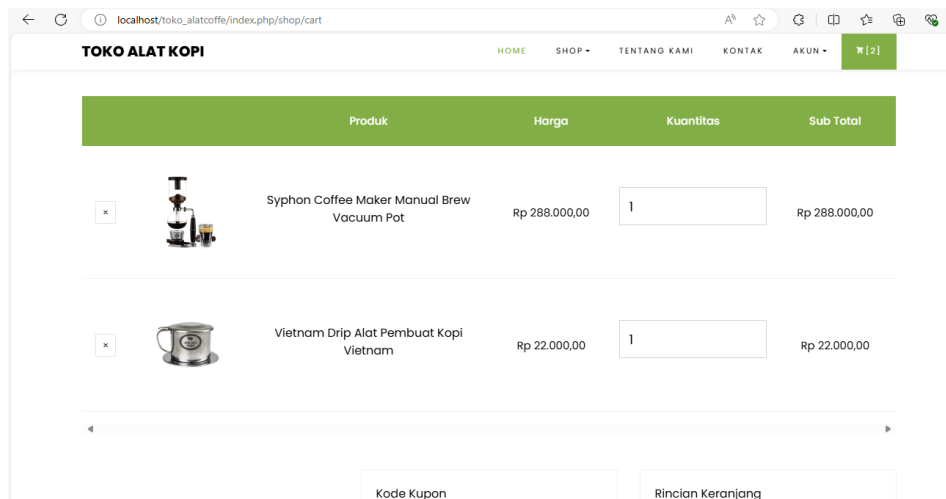 localhost/toko_alatcoffe/index.php/shop/cart
TOKO ALAT KOPI
HOME SHOP TENTANG KAMI KONTAK AKUN [2]
Produk Harga Kuantitas Sub Total
Syphon Coffee Maker Manual Brew
Vacuum Pot
× Rp 288.000,00 1 Rp 288.000,00
Vietnam Drip Alat Pembuat Kopi
Vietnam
× Rp 22.000,00 1 Rp 22.000,00
Kode Kupon Rincian Keranjang